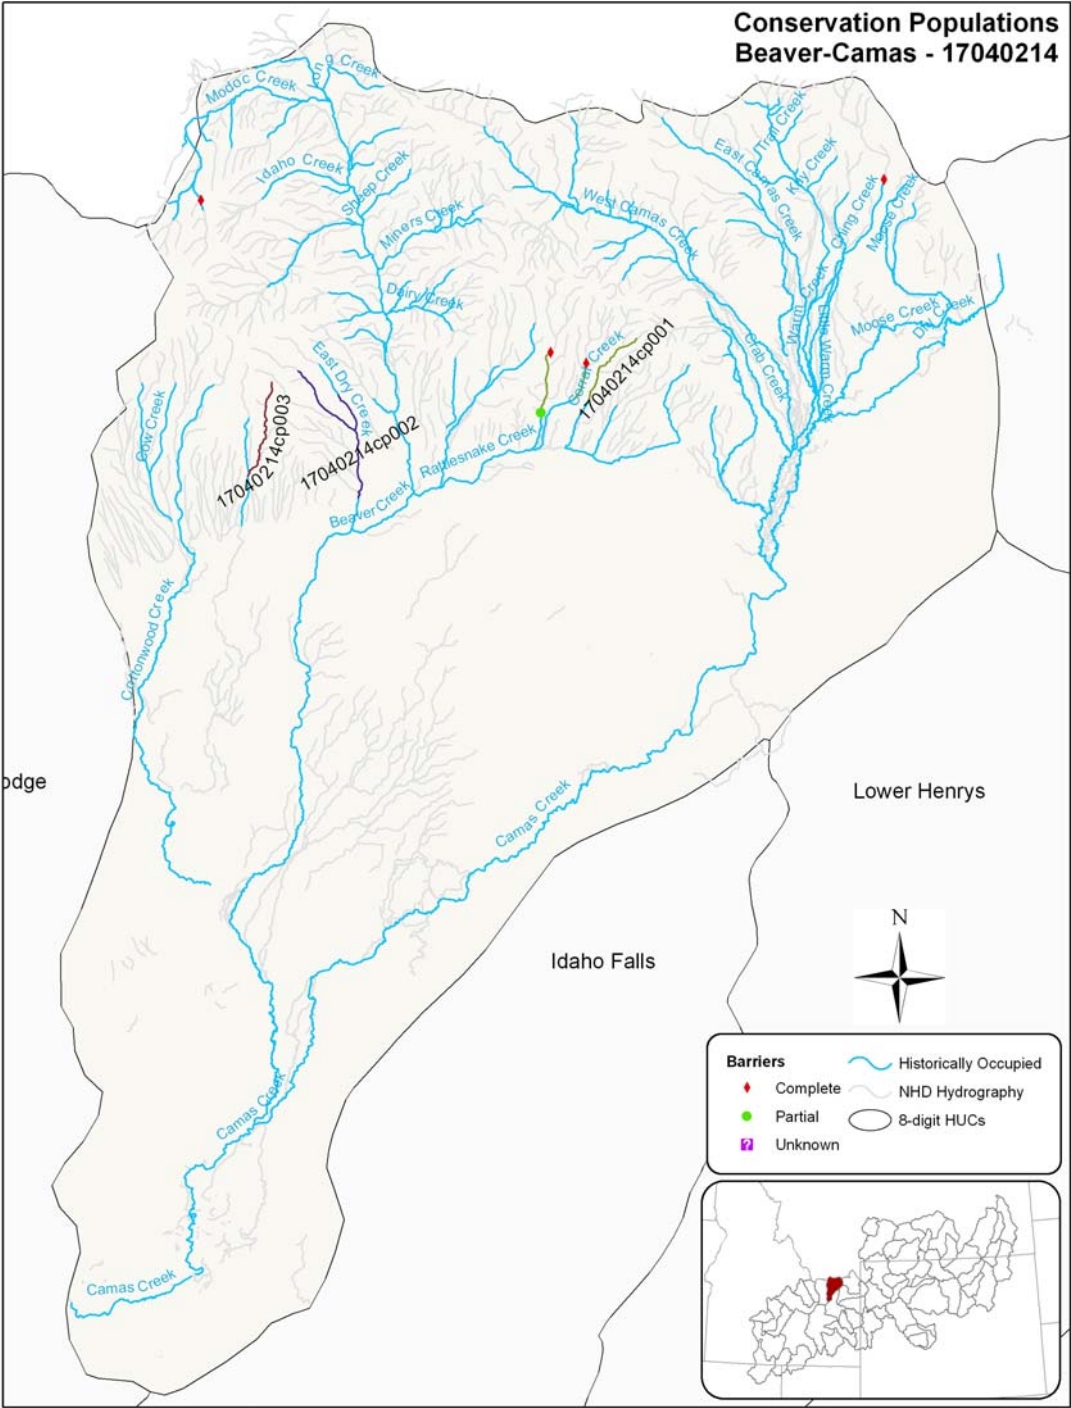 Conservation Populations
Beaver-Camas - 17040214
Modoc Creek
Idaho Creek
Sheep Creek
Miners Creek
Dairy Creek
West Camas Creek
East Camas Creek
Trail Creek
Kay Creek
Ching Creek
Moose Creek
Moose Creek
Warm Creek
Little Warm Creek
Crab Creek
Corral Creek
17040214cp001
East Dry Creek
17040214cp002
17040214cp003
Cow Creek
Rattlesnake Creek
Beaver Creek
Cottonwood Creek
odge
Lower Henrys
Camas Creek
Idaho Falls
N
Camas Creek
Camas Creek
Barriers
Complete
Partial
?
Unknown
Historically Occupied
NHD Hydrography
8-digit HUCs